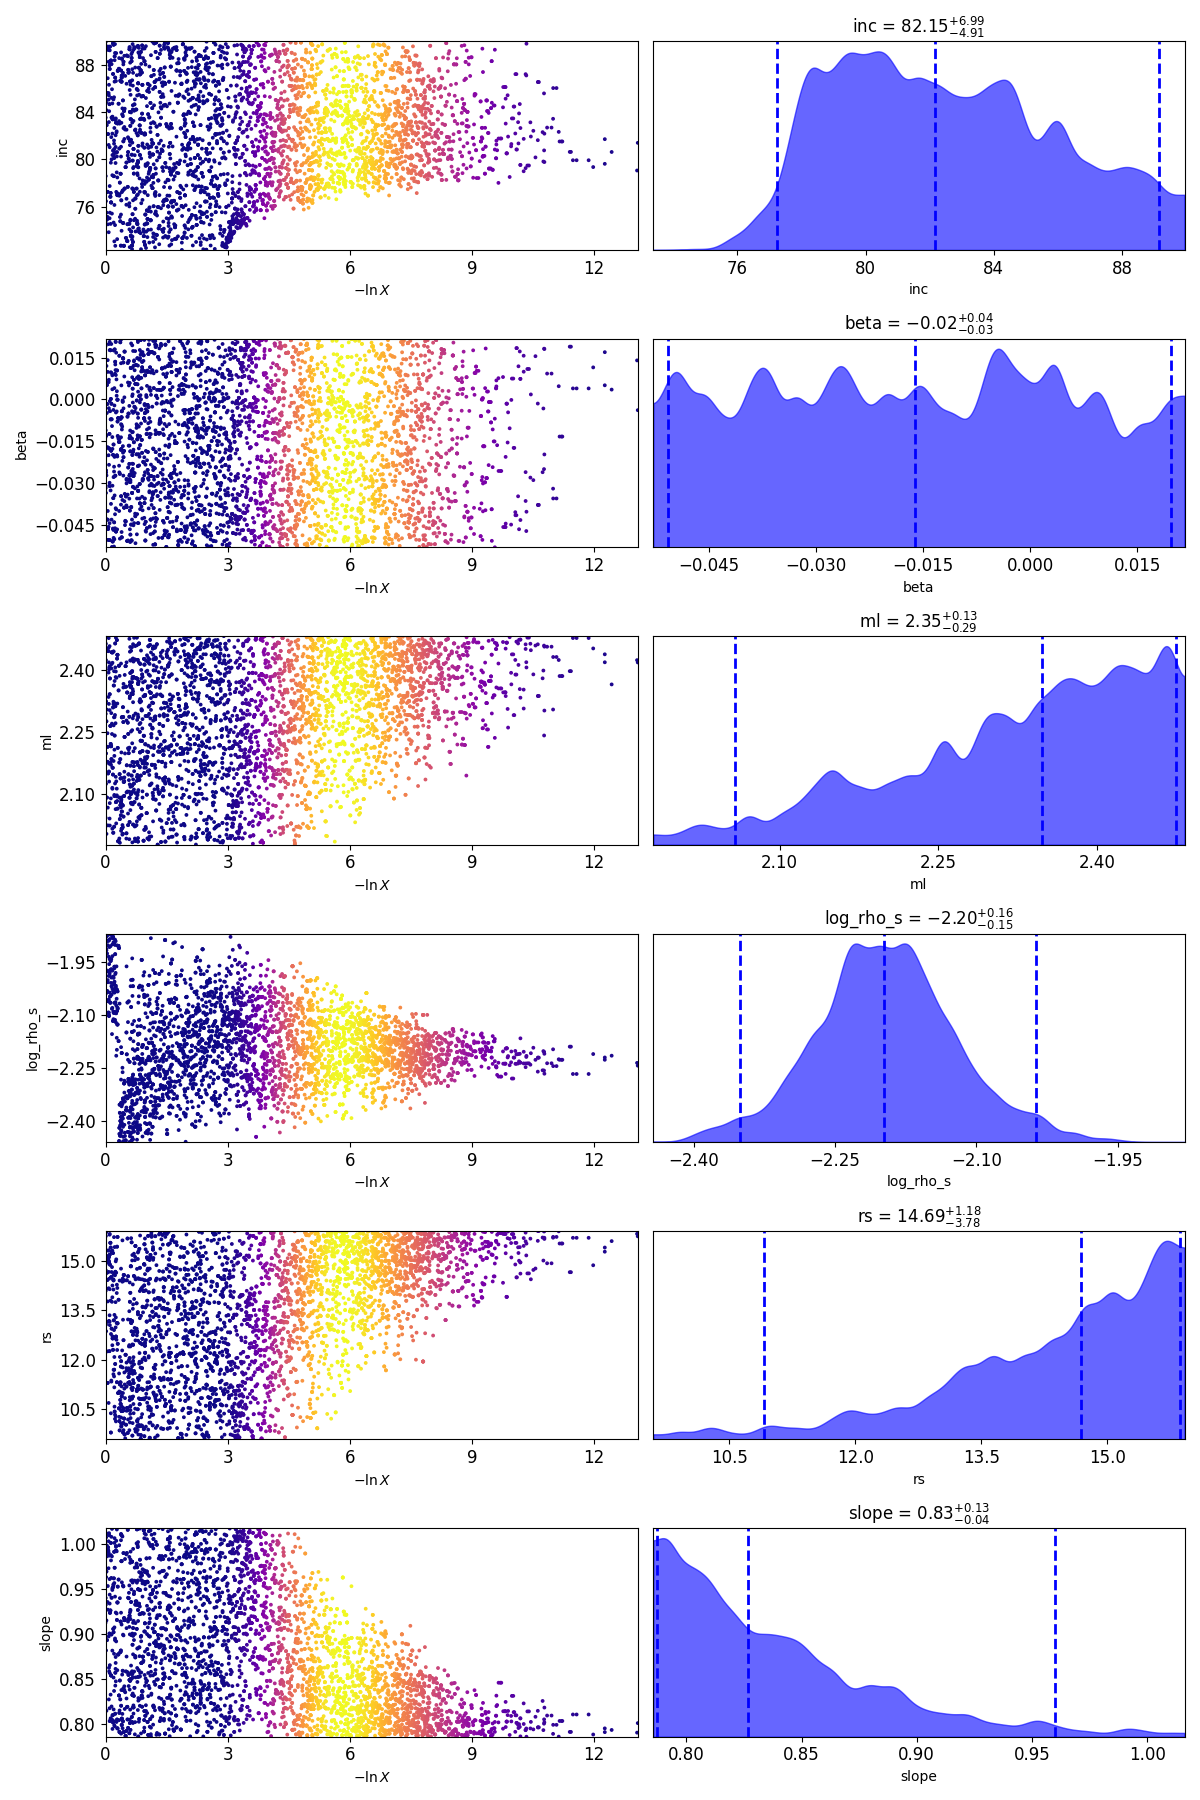 inc = 82.15+6.99−4.91
88
84
80
76
inc
0 3 6 9 12
−ln X
76 80 84 88
inc
beta = −0.02+0.04−0.03
0.015
0.000
−0.015
−0.030
−0.045
beta
0 3 6 9 12
−ln X
−0.045 −0.030 −0.015 0.000 0.015
beta
ml = 2.35+0.13−0.29
2.40
2.25
2.10
ml
0 3 6 9 12
−ln X
2.10 2.25 2.40
ml
log_rho_s = −2.20+0.16−0.15
−1.95
−2.10
−2.25
−2.40
log_rho_s
0 3 6 9 12
−ln X
−2.40 −2.25 −2.10 −1.95
log_rho_s
rs = 14.69+1.18−3.78
15.0
13.5
12.0
10.5
rs
0 3 6 9 12
−ln X
10.5 12.0 13.5 15.0
rs
slope = 0.83+0.13−0.04
1.00
0.95
0.90
0.85
0.80
slope
0 3 6 9 12
−ln X
0.80 0.85 0.90 0.95 1.00
slope